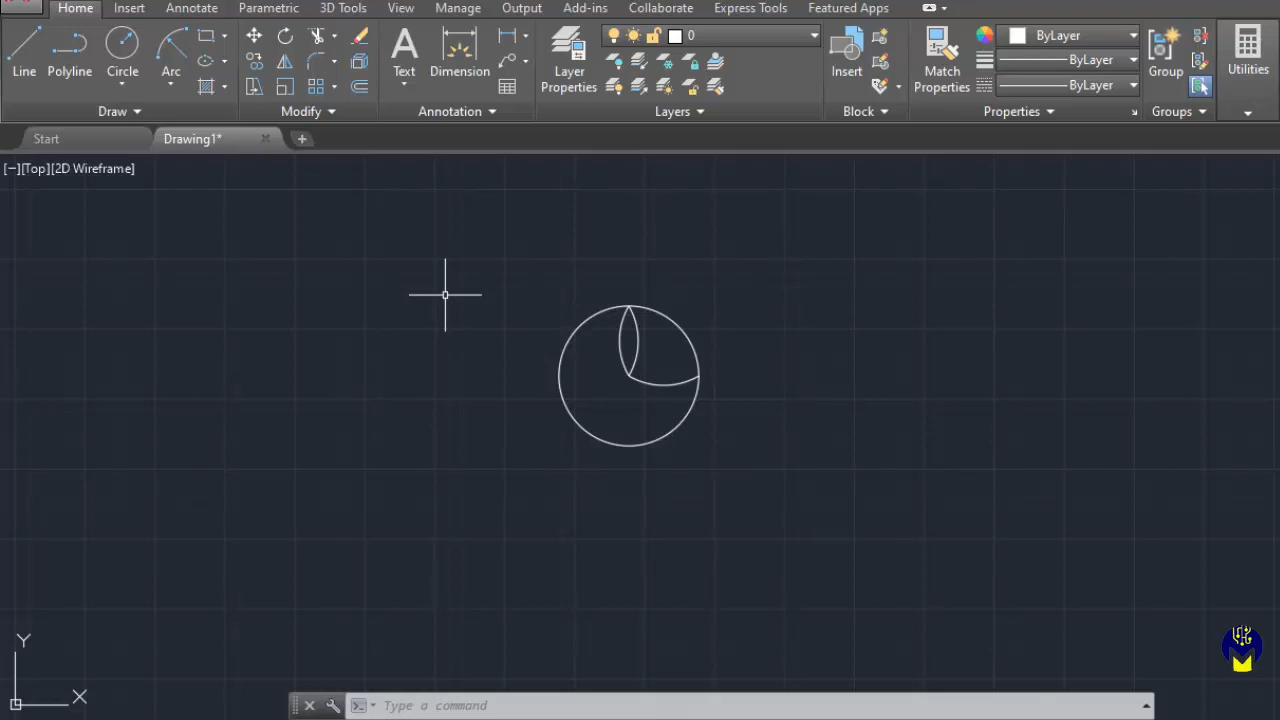 Home Insert Annotate Parametric 3D Tools View Manage Output Add-ins Collaborate Express Tools Featured Apps
0 ByLayer
ByLayer
ByLayer
Line Polyline Circle Arc Text Dimension Layer Properties Insert Match Properties Group Utilities
Draw Modify Annotation Layers Block Properties Groups
Start Drawing1*
[−][Top][2D Wireframe]
Y
X
Type a command